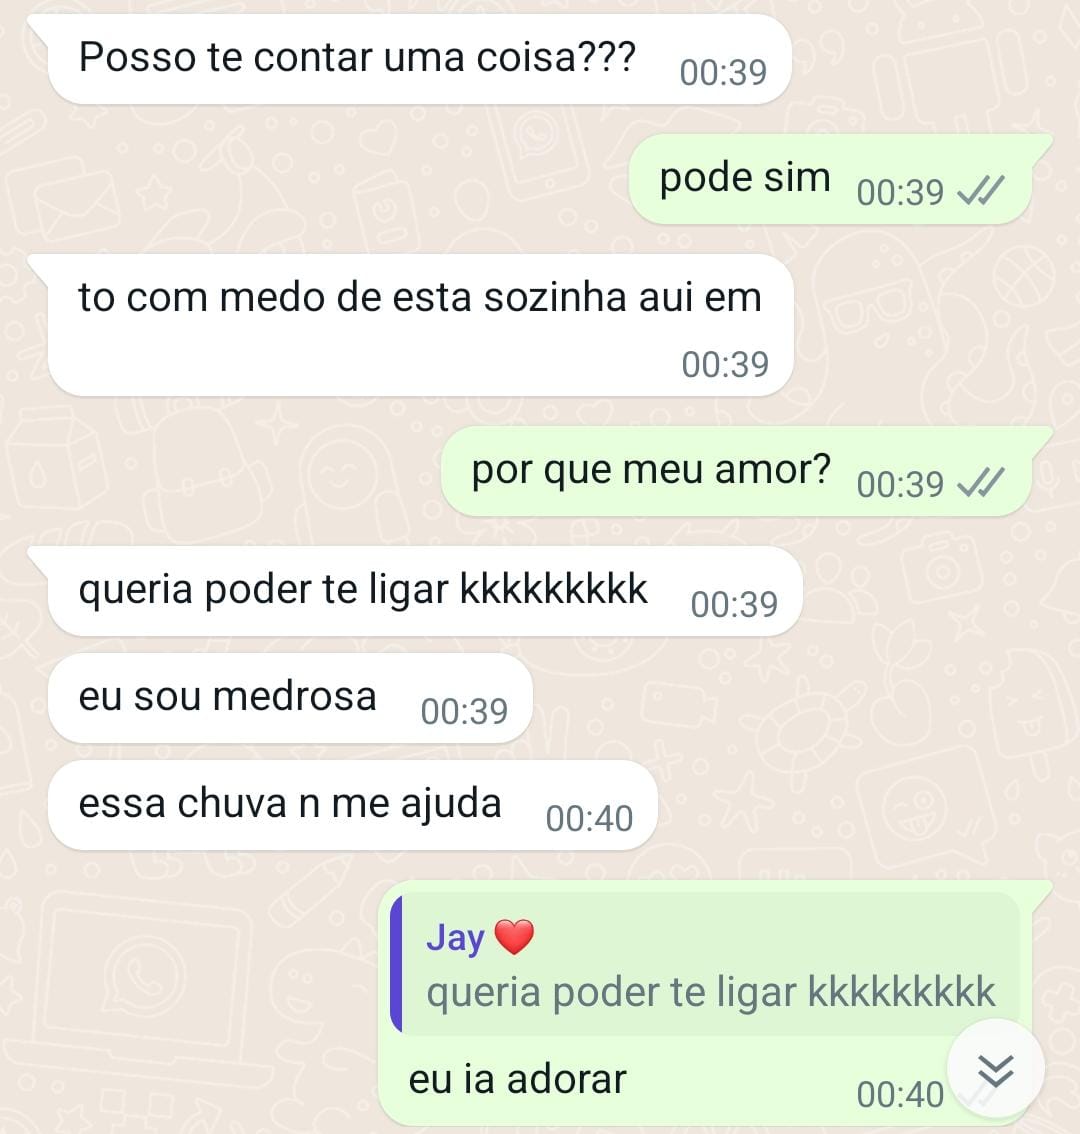 Posso te contar uma coisa??? 00:39
pode sim 00:39
to com medo de esta sozinha aui em
00:39
por que meu amor? 00:39
queria poder te ligar kkkkkkkkk 00:39
eu sou medrosa 00:39
essa chuva n me ajuda 00:40
Jay ❤️
queria poder te ligar kkkkkkkkk
eu ia adorar 00:40